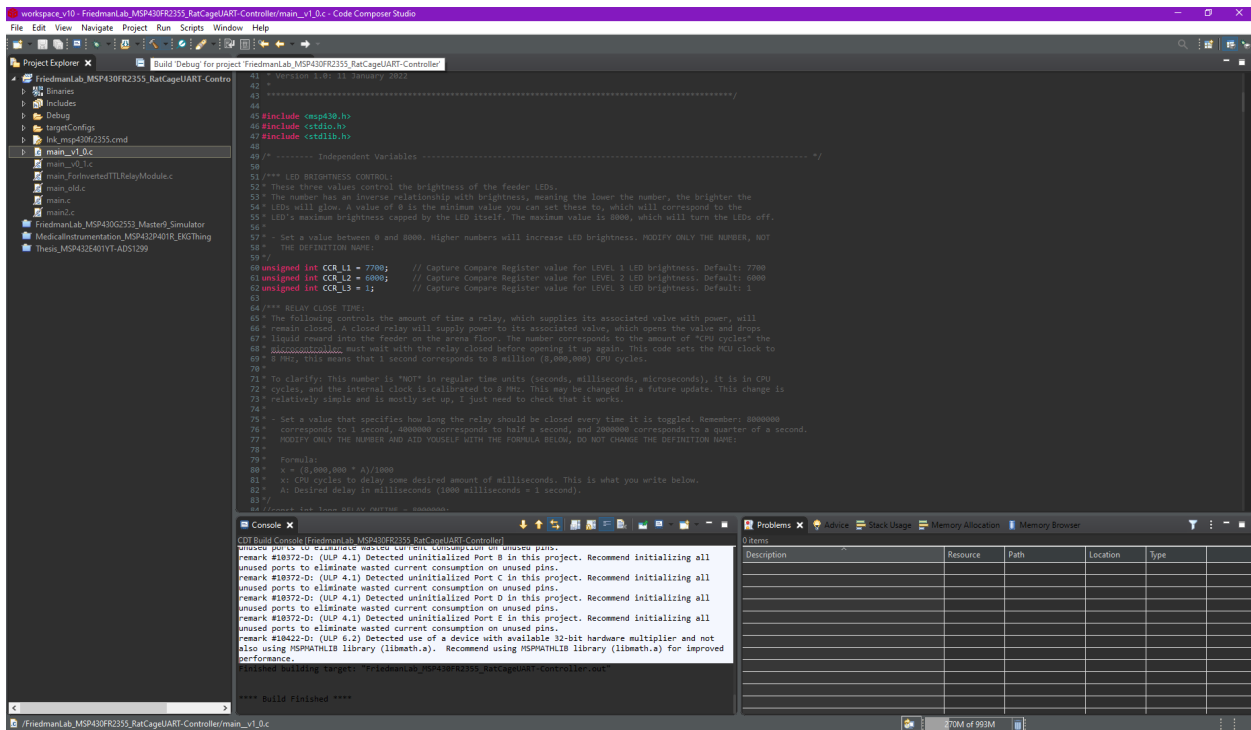 workspace_v10 - FriedmanLab_MSP430FR2355_RatCageUART-Controller/main__v1_0.c - Code Composer Studio
File Edit View Navigate Project Run Scripts Window Help
Project Explorer
Build 'Debug' for project 'FriedmanLab_MSP430FR2355_RatCageUART-Controller'
FriedmanLab_MSP430FR2355_RatCageUART-Contro
Binaries
Includes
Debug
targetConfigs
lnk_msp430fr2355.cmd
main__v1_0.c
main__v0_1.c
main_ForInvertedTTLRelayModule.c
main_old.c
main.c
main2.c
FriedmanLab_MSP430G2553_Master9_Simulator
MedicalInstrumentation_MSP432P401R_EKGThing
Thesis_MSP432E401YT-ADS1299
41 * Version 1.0: 11 January 2022
42 *
43 ****************************************************************************************************/
44
45 #include <msp430.h>
46 #include <stdio.h>
47 #include <stdlib.h>
48
49 /* -------- Independent Variables ---------------------------------------------------------------------------------- */
50
51 /*** LED BRIGHTNESS CONTROL:
52 * These three values control the brightness of the feeder LEDs.
53 * The number has an inverse relationship with brightness, meaning the lower the number, the brighter the
54 * LEDs will glow. A value of 0 is the minimum value you can set these to, which will correspond to the
55 * LED's maximum brightness capped by the LED itself. The maximum value is 8000, which will turn the LEDs off.
56 *
57 * - Set a value between 0 and 8000. Higher numbers will increase LED brightness. MODIFY ONLY THE NUMBER, NOT
58 * THE DEFINITION NAME:
59 */
60 unsigned int CCR_L1 = 7700; // Capture Compare Register value for LEVEL 1 LED brightness. Default: 7700
61 unsigned int CCR_L2 = 6000; // Capture Compare Register value for LEVEL 2 LED brightness. Default: 6000
62 unsigned int CCR_L3 = 1; // Capture Compare Register value for LEVEL 3 LED brightness. Default: 1
63
64 /*** RELAY CLOSE TIME:
65 * The following controls the amount of time a relay, which supplies its associated valve with power, will
66 * remain closed. A closed relay will supply power to its associated valve, which opens the valve and drops
67 * liquid reward into the feeder on the arena floor. The number corresponds to the amount of *CPU cycles* the
68 * microcontroller must wait with the relay closed before opening it up again. This code sets the MCU clock to
69 * 8 MHz, this means that 1 second corresponds to 8 million (8,000,000) CPU cycles.
70 *
71 * To clarify: This number is *NOT* in regular time units (seconds, milliseconds, microseconds), it is in CPU
72 * cycles, and the internal clock is calibrated to 8 MHz. This may be changed in a future update. This change is
73 * relatively simple and is mostly set up, I just need to check that it works.
74 *
75 * - Set a value that specifies how long the relay should be closed every time it is toggled. Remember: 8000000
76 * corresponds to 1 second, 4000000 corresponds to half a second, and 2000000 corresponds to a quarter of a second.
77 * MODIFY ONLY THE NUMBER AND AID YOUSELF WITH THE FORMULA BELOW, DO NOT CHANGE THE DEFINITION NAME:
78 *
79 * Formula:
80 * x = (8,000,000 * A)/1000
81 * x: CPU cycles to delay some desired amount of milliseconds. This is what you write below.
82 * A: Desired delay in milliseconds (1000 milliseconds = 1 second).
83 */
84 //const int long RELAY_ONTIME = 8000000;
Console
CDT Build Console [FriedmanLab_MSP430FR2355_RatCageUART-Controller]
unused ports to eliminate wasted current consumption on unused pins.
remark #10372-D: (ULP 4.1) Detected uninitialized Port B in this project. Recommend initializing all
unused ports to eliminate wasted current consumption on unused pins.
remark #10372-D: (ULP 4.1) Detected uninitialized Port C in this project. Recommend initializing all
unused ports to eliminate wasted current consumption on unused pins.
remark #10372-D: (ULP 4.1) Detected uninitialized Port D in this project. Recommend initializing all
unused ports to eliminate wasted current consumption on unused pins.
remark #10372-D: (ULP 4.1) Detected uninitialized Port E in this project. Recommend initializing all
unused ports to eliminate wasted current consumption on unused pins.
remark #10422-D: (ULP 6.2) Detected use of a device with available 32-bit hardware multiplier and not
also using MSPMATHLIB library (libmath.a). Recommend using MSPMATHLIB library (libmath.a) for improved
performance.
Finished building target: "FriedmanLab_MSP430FR2355_RatCageUART-Controller.out"
**** Build Finished ****
Problems Advice Stack Usage Memory Allocation Memory Browser
0 items
Description Resource Path Location Type
/FriedmanLab_MSP430FR2355_RatCageUART-Controller/main__v1_0.c
270M of 993M